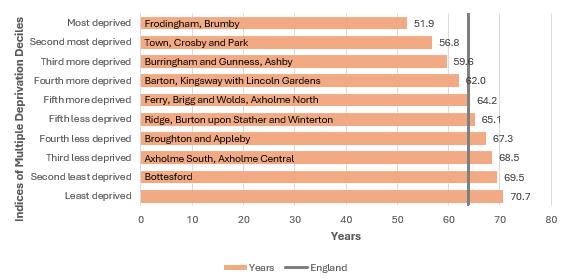 Indices of Multiple Deprivation Deciles
Most deprived Frodingham, Brumby 51.9
Second most deprived Town, Crosby and Park 56.8
Third more deprived Burringham and Gunness, Ashby 59.6
Fourth more deprived Barton, Kingsway with Lincoln Gardens 62.0
Fifth more deprived Ferry, Brigg and Wolds, Axholme North 64.2
Fifth less deprived Ridge, Burton upon Stather and Winterton 65.1
Fourth less deprived Broughton and Appleby 67.3
Third less deprived Axholme South, Axholme Central 68.5
Second least deprived Bottesford 69.5
Least deprived 70.7
0 10 20 30 40 50 60 70 80
Years
Years England